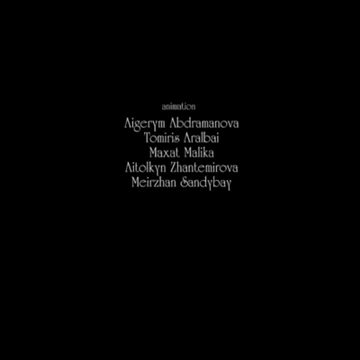 animation
Aigerym Abdramanova
Tomiris Aralbai
Maxat Malika
Aitolkyn Zhantemirova
Meirzhan Sandybay